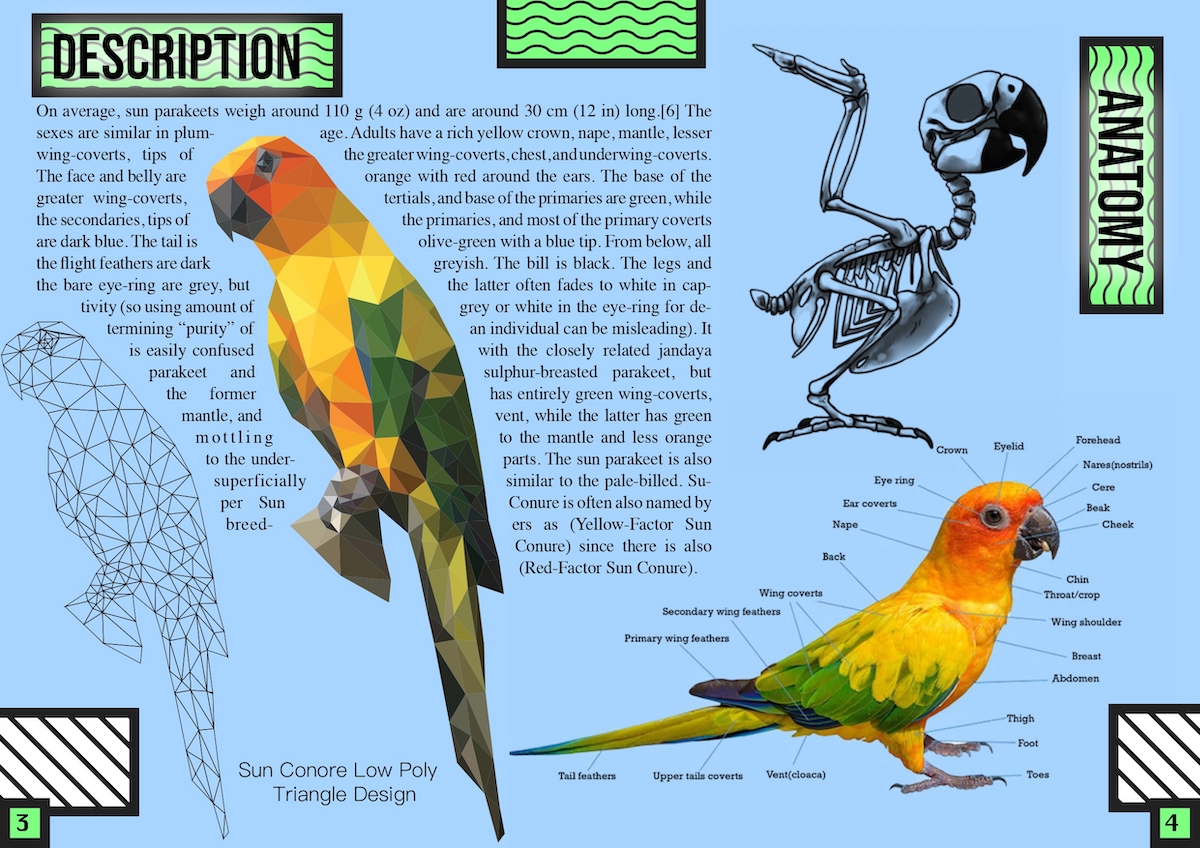 DESCRIPTION
On average, sun parakeets weigh around 110 g (4 oz) and are around 30 cm (12 in) long.[6] The
sexes are similar in plum- age. Adults have a rich yellow crown, nape, mantle, lesser
wing-coverts, tips of the greater wing-coverts, chest, and underwing-coverts.
The face and belly are orange with red around the ears. The base of the
greater wing-coverts, tertials, and base of the primaries are green, while
the secondaries, tips of the primaries, and most of the primary coverts
are dark blue. The tail is olive-green with a blue tip. From below, all
the flight feathers are dark greyish. The bill is black. The legs and
the bare eye-ring are grey, but the latter often fades to white in cap-
tivity (so using amount of grey or white in the eye-ring for de-
termining “purity” of an individual can be misleading). It
is easily confused with the closely related jandaya
parakeet and sulphur-breasted parakeet, but
the former has entirely green wing-coverts,
mantle, and vent, while the latter has green
mottling to the mantle and less orange
to the under- parts. The sun parakeet is also
superficially similar to the pale-billed. Su-
per Sun Conure is often also named by
breed- ers as (Yellow-Factor Sun
Conure) since there is also
(Red-Factor Sun Conure).
Sun Conore Low Poly
Triangle Design
3
ANATOMY
Crown
Eyelid
Forehead
Nares(nostrils)
Eye ring
Cere
Ear coverts
Beak
Nape
Cheek
Back
Chin
Wing coverts
Throat/crop
Secondary wing feathers
Wing shoulder
Primary wing feathers
Breast
Abdomen
Thigh
Foot
Tail feathers
Upper tails coverts
Vent(cloaca)
Toes
4